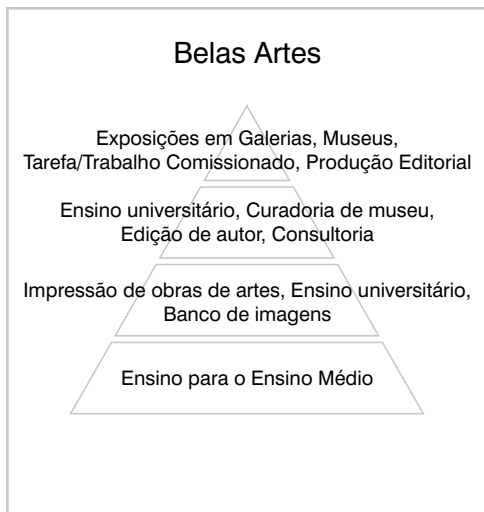 Belas Artes
Exposições em Galerias, Museus,
Tarefa/Trabalho Comissionado, Produção Editorial
Ensino universitário, Curadoria de museu,
Edição de autor, Consultoria
Impressão de obras de artes, Ensino universitário,
Banco de imagens
Ensino para o Ensino Médio